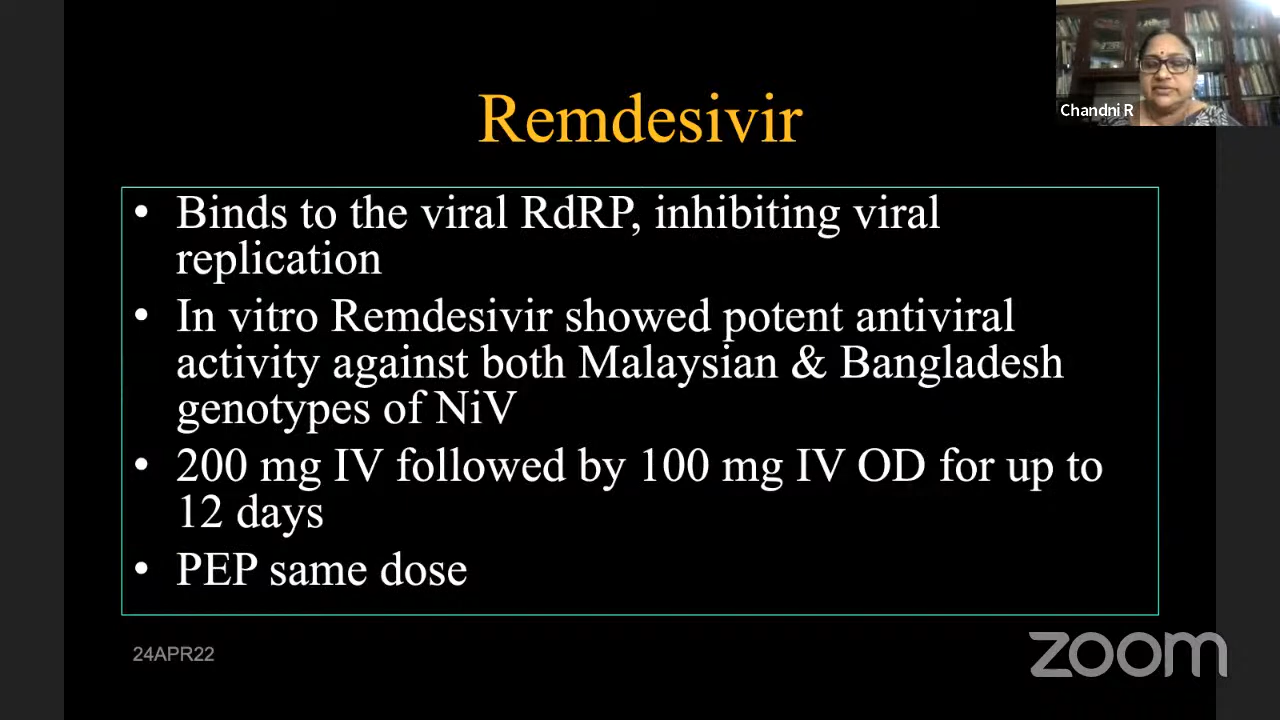 Chandni R
Remdesivir
• Binds to the viral RdRP, inhibiting viral
replication
• In vitro Remdesivir showed potent antiviral
activity against both Malaysian & Bangladesh
genotypes of NiV
• 200 mg IV followed by 100 mg IV OD for up to
12 days
• PEP same dose
24APR22
zoom